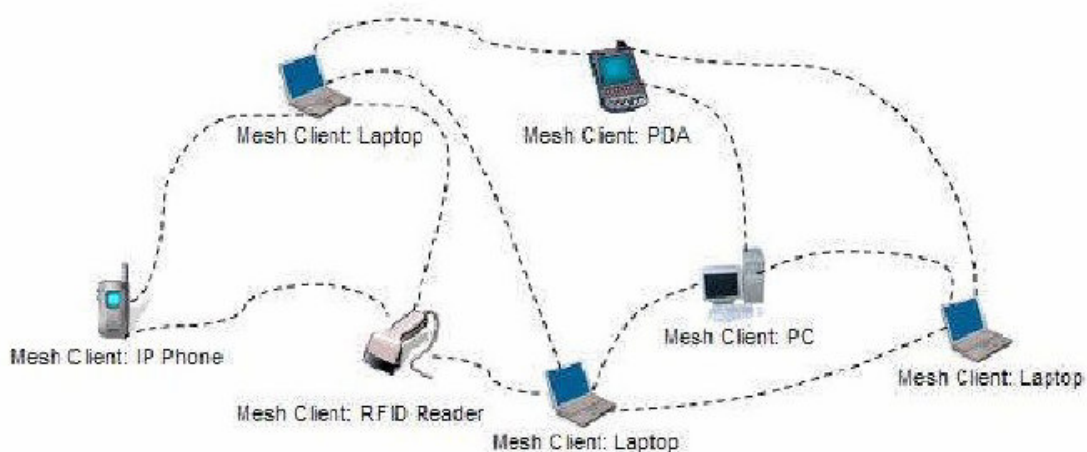 Mesh Client: Laptop
Mesh Client: PDA
Mesh Client: IP Phone
Mesh Client: PC
Mesh Client: Laptop
Mesh Client: RFID Reader
Mesh Client: Laptop